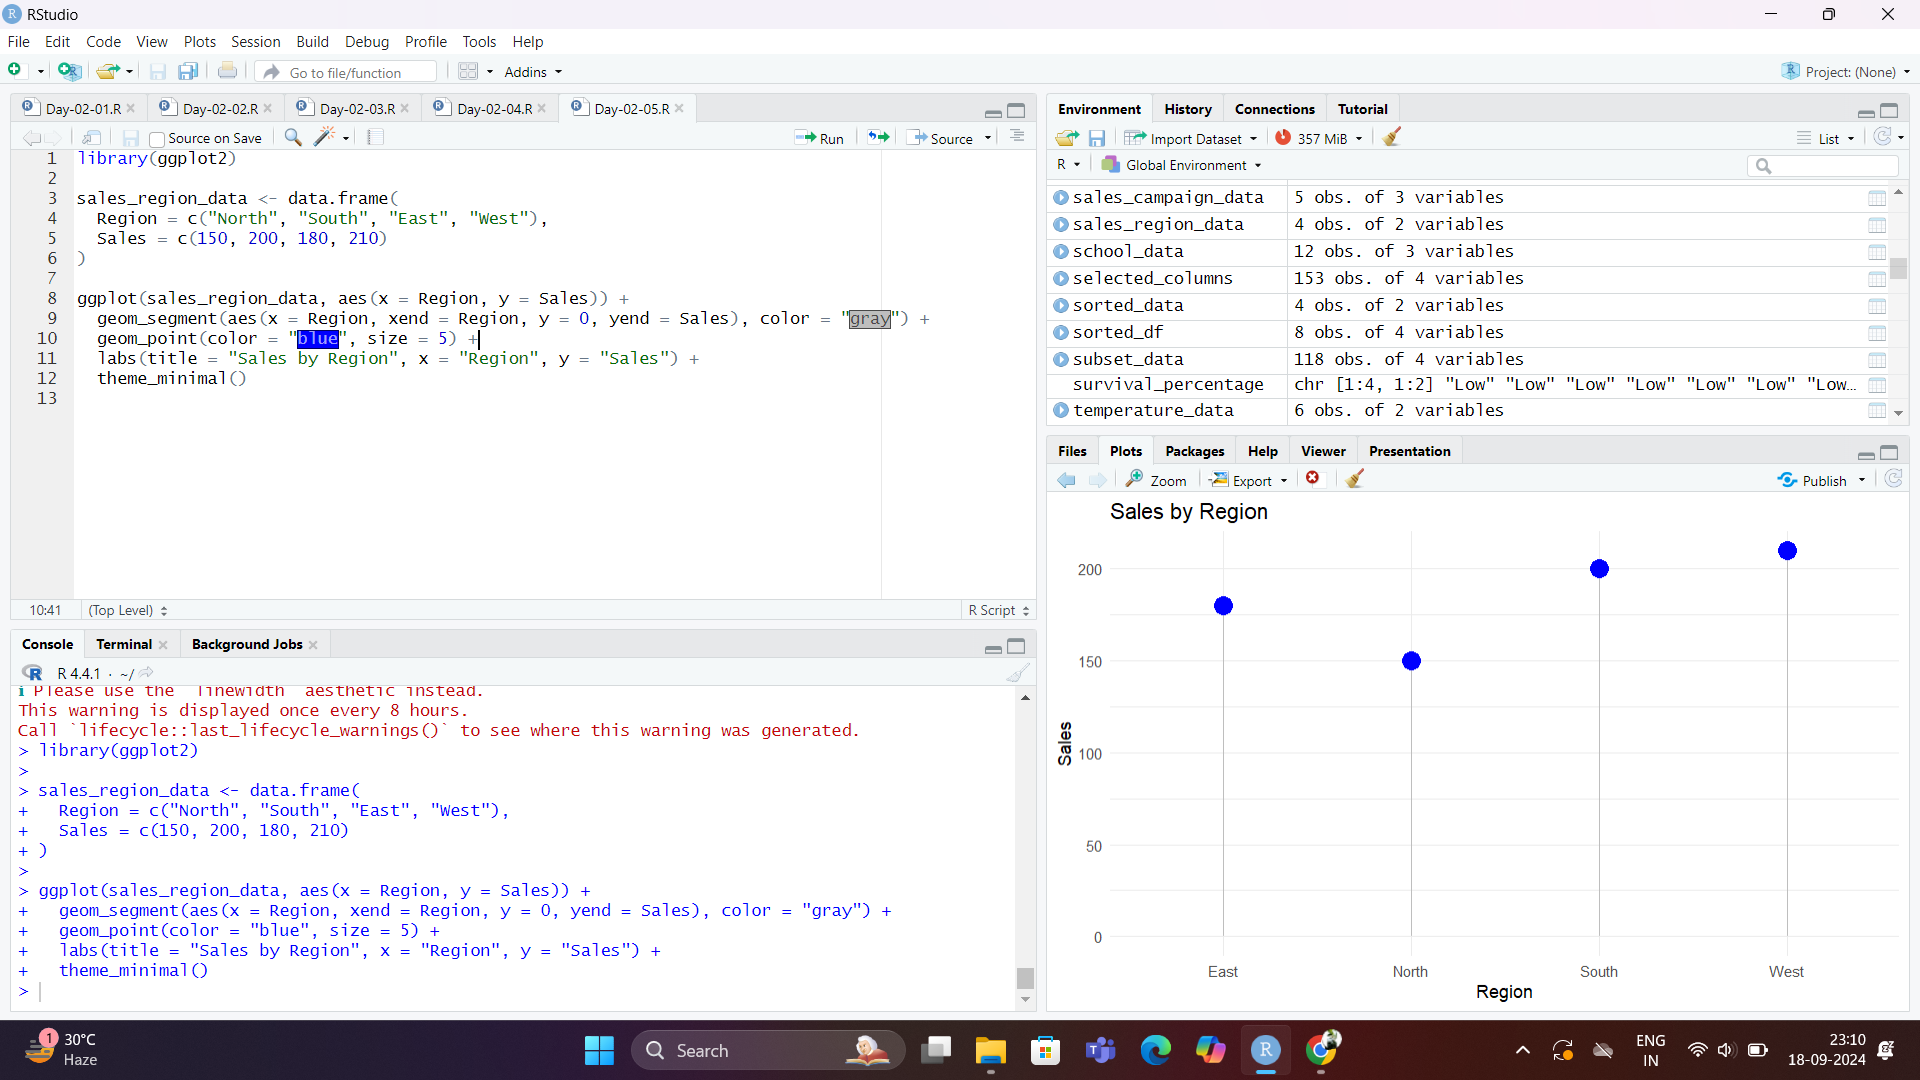 RStudio
File Edit Code View Plots Session Build Debug Profile Tools Help
Go to file/function Addins Project: (None)
Day-02-01.R Day-02-02.R Day-02-03.R Day-02-04.R Day-02-05.R
Source on Save Run Source
1 library(ggplot2)
2
3 sales_region_data <- data.frame(
4 Region = c("North", "South", "East", "West"),
5 Sales = c(150, 200, 180, 210)
6 )
7
8 ggplot(sales_region_data, aes(x = Region, y = Sales)) +
9 geom_segment(aes(x = Region, xend = Region, y = 0, yend = Sales), color = "gray") +
10 geom_point(color = "blue", size = 5) +
11 labs(title = "Sales by Region", x = "Region", y = "Sales") +
12 theme_minimal()
13
10:41 (Top Level) R Script
Console Terminal Background Jobs
R R 4.4.1 · ~/
i Please use the `linewidth` aesthetic instead.
This warning is displayed once every 8 hours.
Call `lifecycle::last_lifecycle_warnings()` to see where this warning was generated.
> library(ggplot2)
>
> sales_region_data <- data.frame(
+ Region = c("North", "South", "East", "West"),
+ Sales = c(150, 200, 180, 210)
+ )
>
> ggplot(sales_region_data, aes(x = Region, y = Sales)) +
+ geom_segment(aes(x = Region, xend = Region, y = 0, yend = Sales), color = "gray") +
+ geom_point(color = "blue", size = 5) +
+ labs(title = "Sales by Region", x = "Region", y = "Sales") +
+ theme_minimal()
>
Environment History Connections Tutorial
Import Dataset 357 MiB List
R Global Environment
sales_campaign_data 5 obs. of 3 variables
sales_region_data 4 obs. of 2 variables
school_data 12 obs. of 3 variables
selected_columns 153 obs. of 4 variables
sorted_data 4 obs. of 2 variables
sorted_df 8 obs. of 4 variables
subset_data 118 obs. of 4 variables
survival_percentage chr [1:4, 1:2] "Low" "Low" "Low" "Low" "Low" "Low" "Low…
temperature_data 6 obs. of 2 variables
Files Plots Packages Help Viewer Presentation
Zoom Export Publish
Sales by Region
200
150
100
50
0
Sales
East North South West
Region
1 30°C
Haze
Search
ENG
IN
23:10
18-09-2024